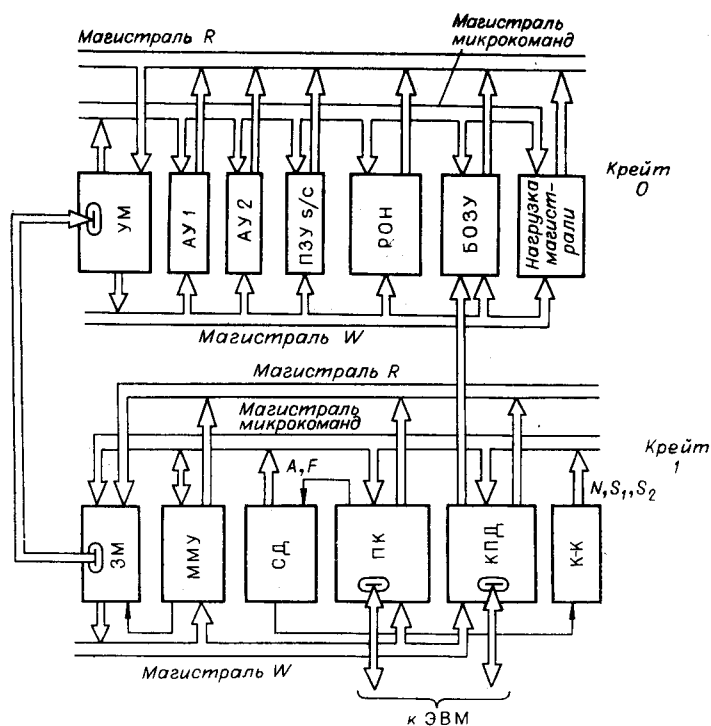 Магистраль R
Магистраль
микрокоманд
Крейт
0
УМ
АУ 1
АУ 2
ПЗУ s/c
РОН
БОЗУ
Нагрузка
магист-
рали
Магистраль W
Магистраль R
Магистраль
микрокоманд
Крейт
1
A, F
N, S₁, S₂
ЗМ
ММУ
СД
ПК
КПД
К-К
Магистраль W
к ЭВМ